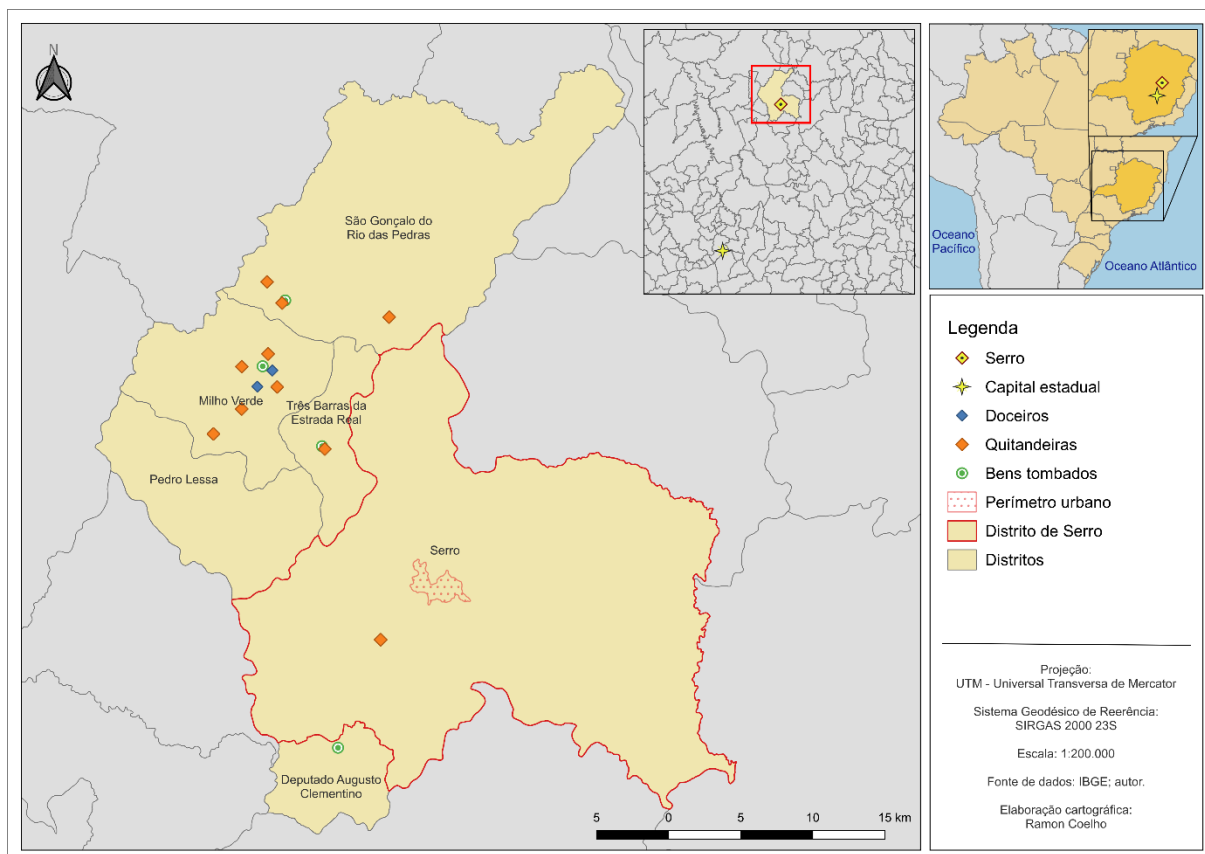 N
São Gonçalo do
Rio das Pedras
Milho Verde
Três Barras da
Estrada Real
Pedro Lessa
Serro
Deputado Augusto
Clementino
5 0 5 10 15 km
Oceano
Pacífico
Oceano Atlântico
Legenda
Serro
Capital estadual
Doceiros
Quitandeiras
Bens tombados
Perímetro urbano
Distrito de Serro
Distritos
Projeção:
UTM - Universal Transversa de Mercator
Sistema Geodésico de Reerência:
SIRGAS 2000 23S
Escala: 1:200.000
Fonte de dados: IBGE; autor.
Elaboração cartográfica:
Ramon Coelho